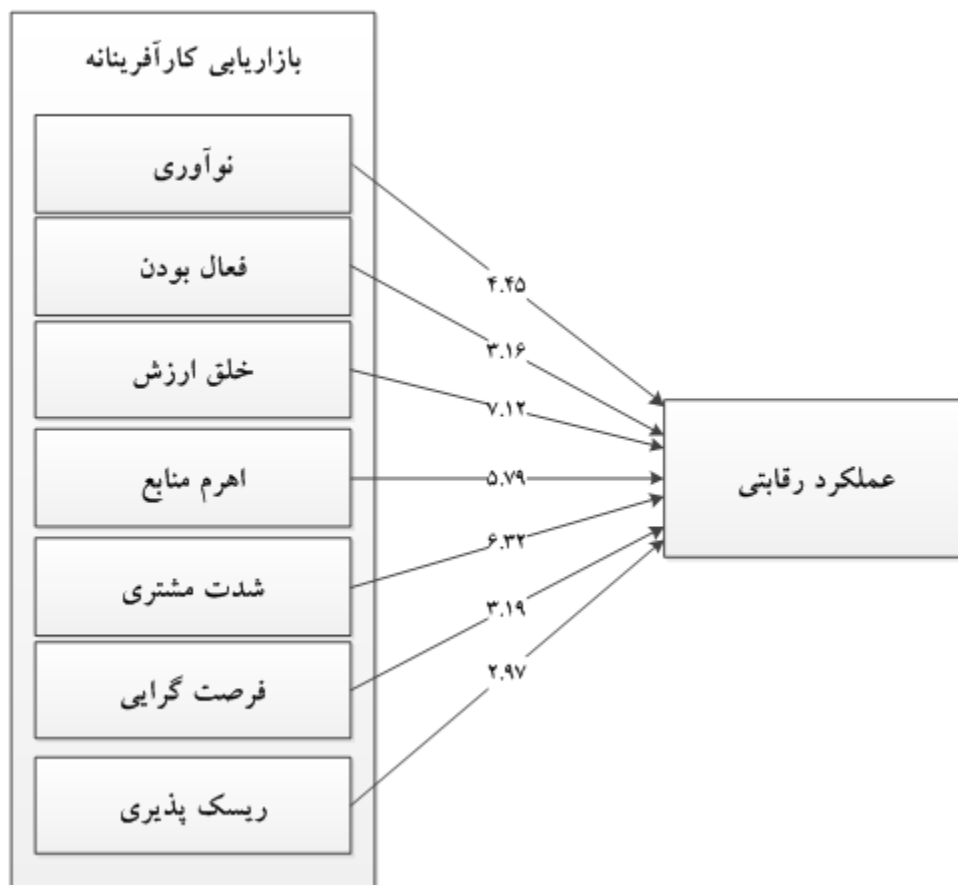 بازاریابی کارآفرینانه
نوآوری
فعال بودن
خلق ارزش
اهرم منابع
شدت مشتری
فرصت گرایی
ریسک پذیری
۴.۴۵
۳.۱۶
۷.۱۲
۵.۷۹
۶.۳۲
۳.۱۹
۲.۹۷
عملکرد رقابتی